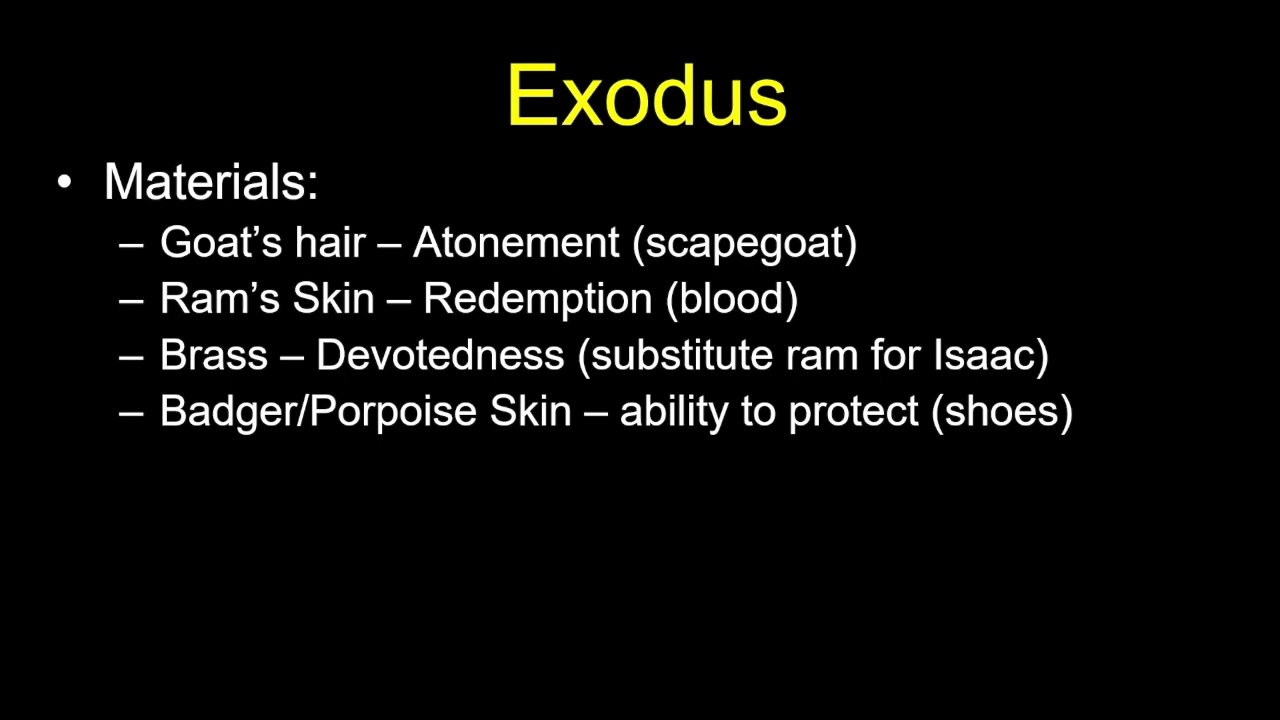 Exodus
• Materials:
– Goat’s hair – Atonement (scapegoat)
– Ram’s Skin – Redemption (blood)
– Brass – Devotedness (substitute ram for Isaac)
– Badger/Porpoise Skin – ability to protect (shoes)